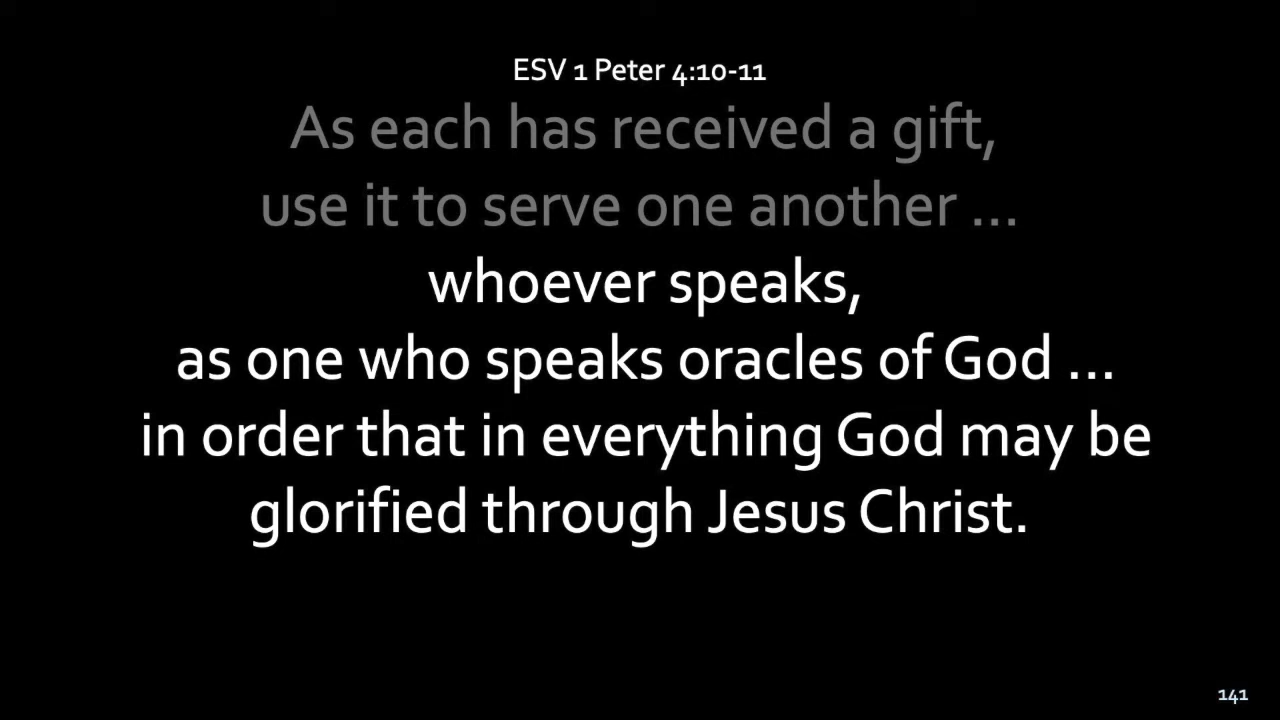 ESV 1 Peter 4:10-11
As each has received a gift,
use it to serve one another ...
whoever speaks,
as one who speaks oracles of God ...
in order that in everything God may be
glorified through Jesus Christ.
141